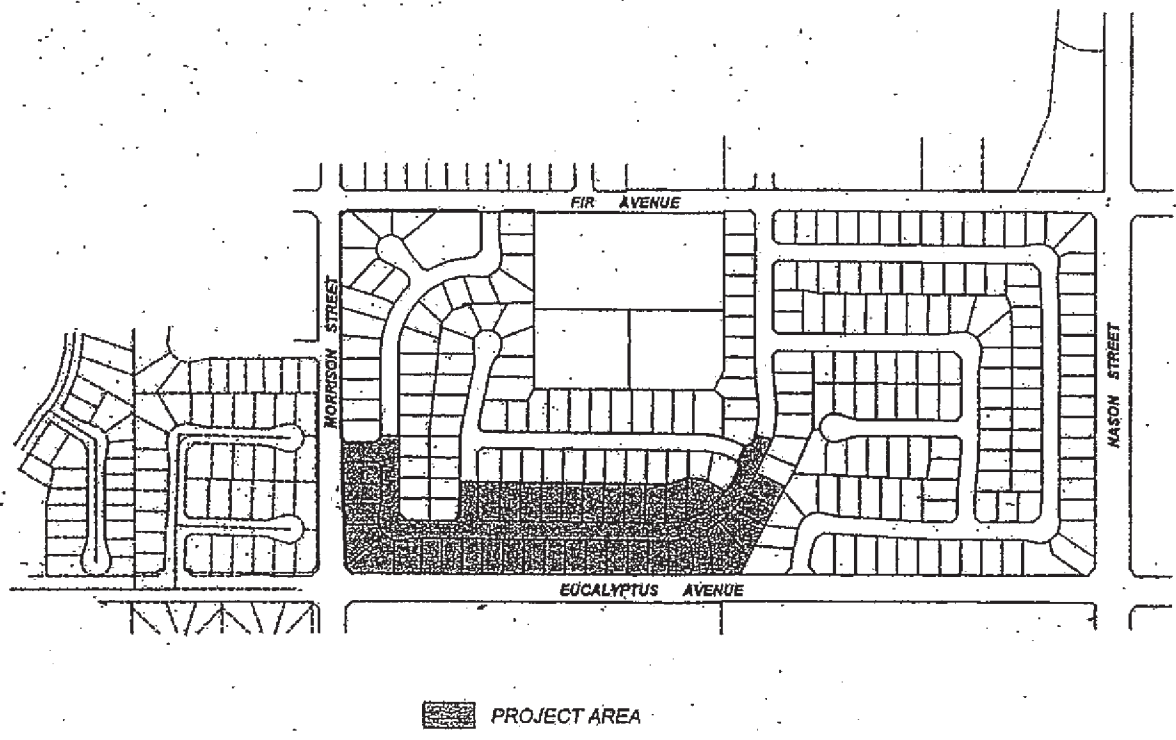 FIR AVENUE
MORRISON STREET
NASON STREET
EUCALYPTUS AVENUE
PROJECT AREA